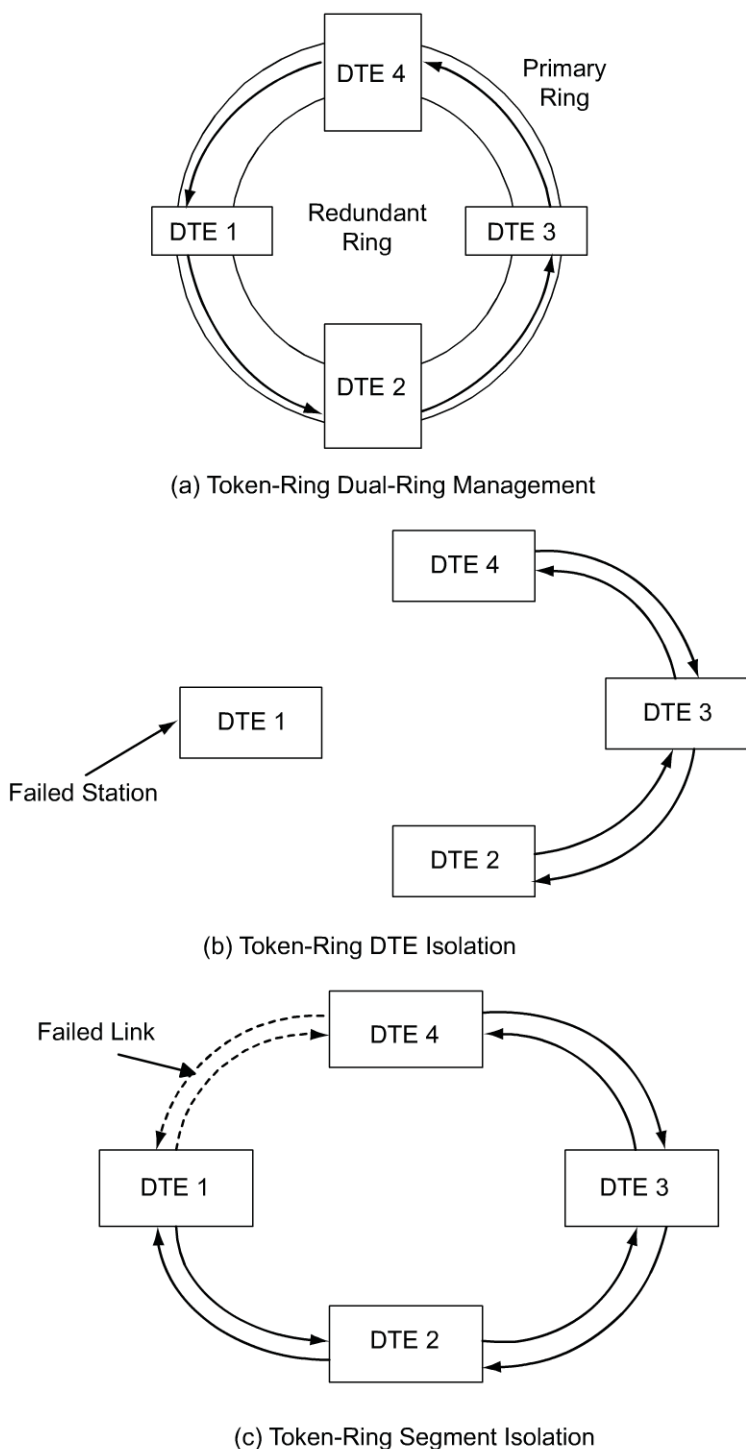 DTE 4
Primary
Ring
DTE 1
Redundant
Ring
DTE 3
DTE 2
(a) Token-Ring Dual-Ring Management
DTE 4
DTE 1
DTE 3
Failed Station
DTE 2
(b) Token-Ring DTE Isolation
Failed Link
DTE 4
DTE 1
DTE 3
DTE 2
(c) Token-Ring Segment Isolation